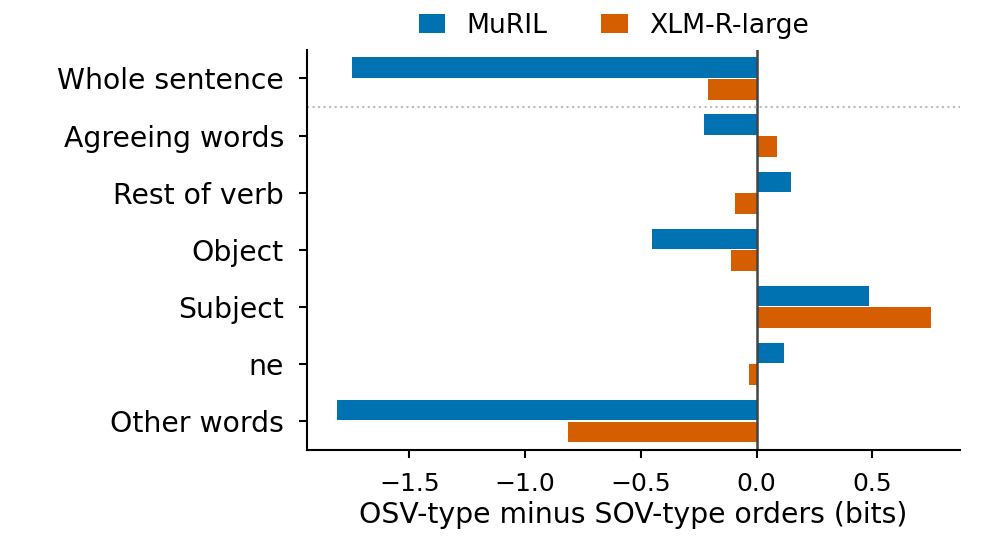 MuRIL XLM-R-large
Whole sentence
Agreeing words
Rest of verb
Object
Subject
ne
Other words
−1.5 −1.0 −0.5 0.0 0.5
OSV-type minus SOV-type orders (bits)